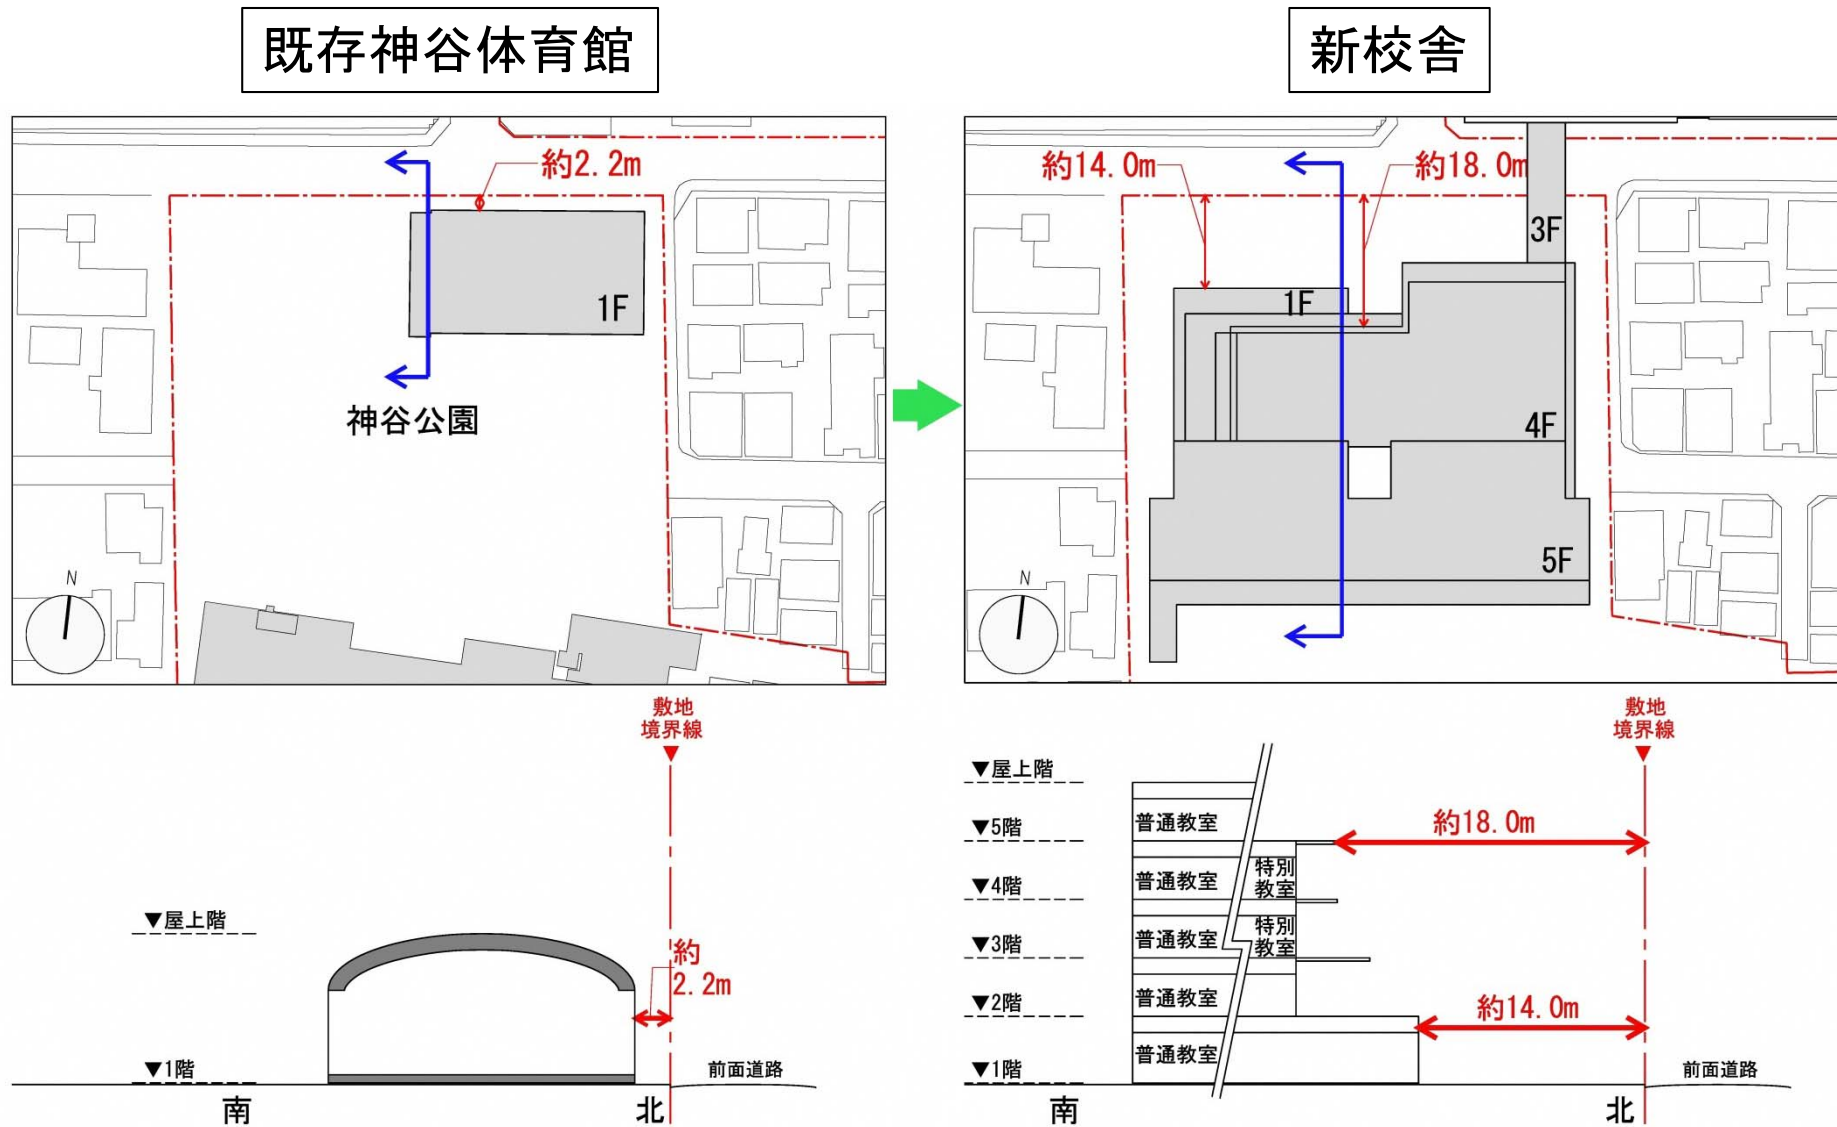 既存神谷体育館
新校舎
約2.2m
1F
神谷公園
N
約14.0m
約18.0m
3F
1F
4F
5F
N
敷地
境界線
▼屋上階
約
2.2m
▼1階
前面道路
南
北
敷地
境界線
▼屋上階
普通教室
▼5階
約18.0m
普通教室
特別
教室
▼4階
普通教室
特別
教室
▼3階
普通教室
▼2階
約14.0m
普通教室
▼1階
前面道路
南
北